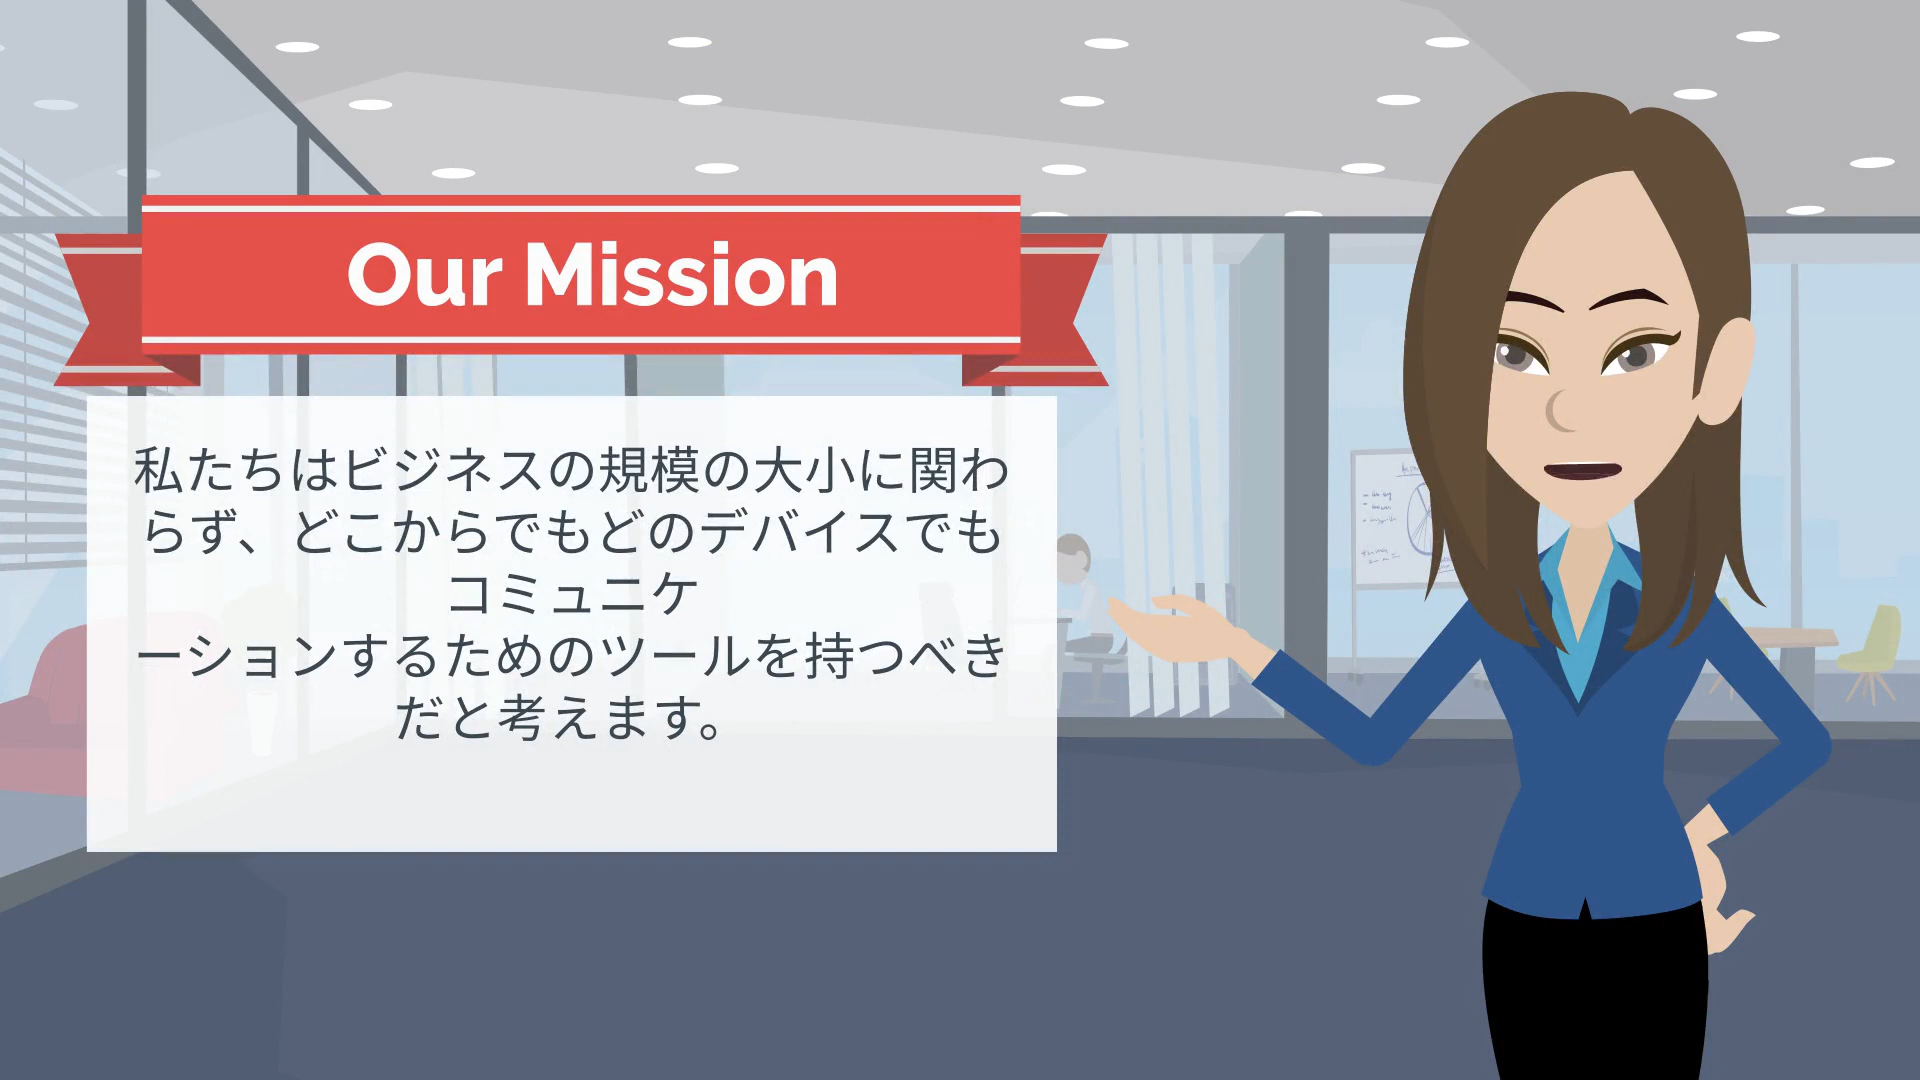 Our Mission
私たちはビジネスの規模の大小に関わ
らず、どこからでもどのデバイスでも
コミュニケ
ーションするためのツールを持つべき
だと考えます。